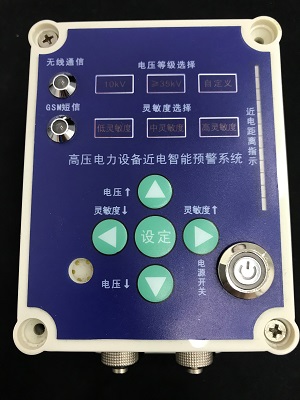 无线通信 电压等级选择
10kV ≥35kV 自定义
GSM短信 灵敏度选择
低灵敏度 中灵敏度 高灵敏度
近电距离指示
高压电力设备近电智能预警系统
电压↑
灵敏度↓ 灵敏度↑
设定
电压↓
电源开关